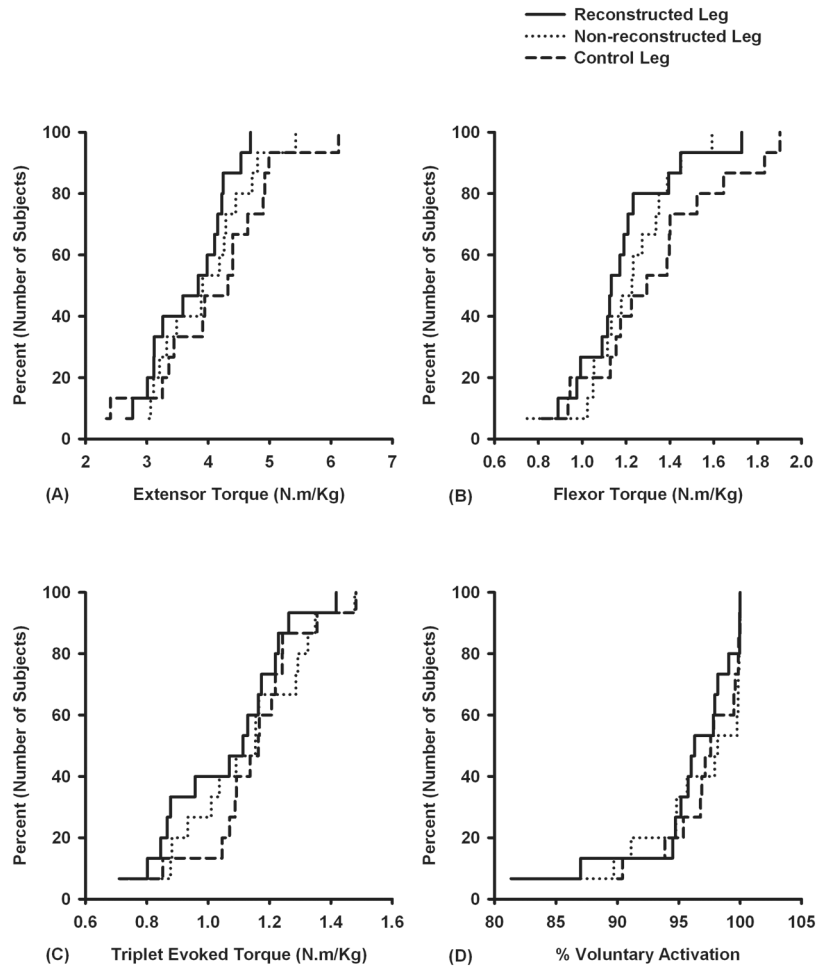 Reconstructed Leg
Non-reconstructed Leg
Control Leg
100
80
60
40
20
0
Percent (Number of Subjects)
2 3 4 5 6 7
(A) Extensor Torque (N.m/Kg)
100
80
60
40
20
0
Percent (Number of Subjects)
0.6 0.8 1.0 1.2 1.4 1.6 1.8 2.0
(B) Flexor Torque (N.m/Kg)
100
80
60
40
20
0
Percent (Number of Subjects)
0.6 0.8 1.0 1.2 1.4 1.6
(C) Triplet Evoked Torque (N.m/Kg)
100
80
60
40
20
0
Percent (Number of Subjects)
80 85 90 95 100 105
(D) % Voluntary Activation